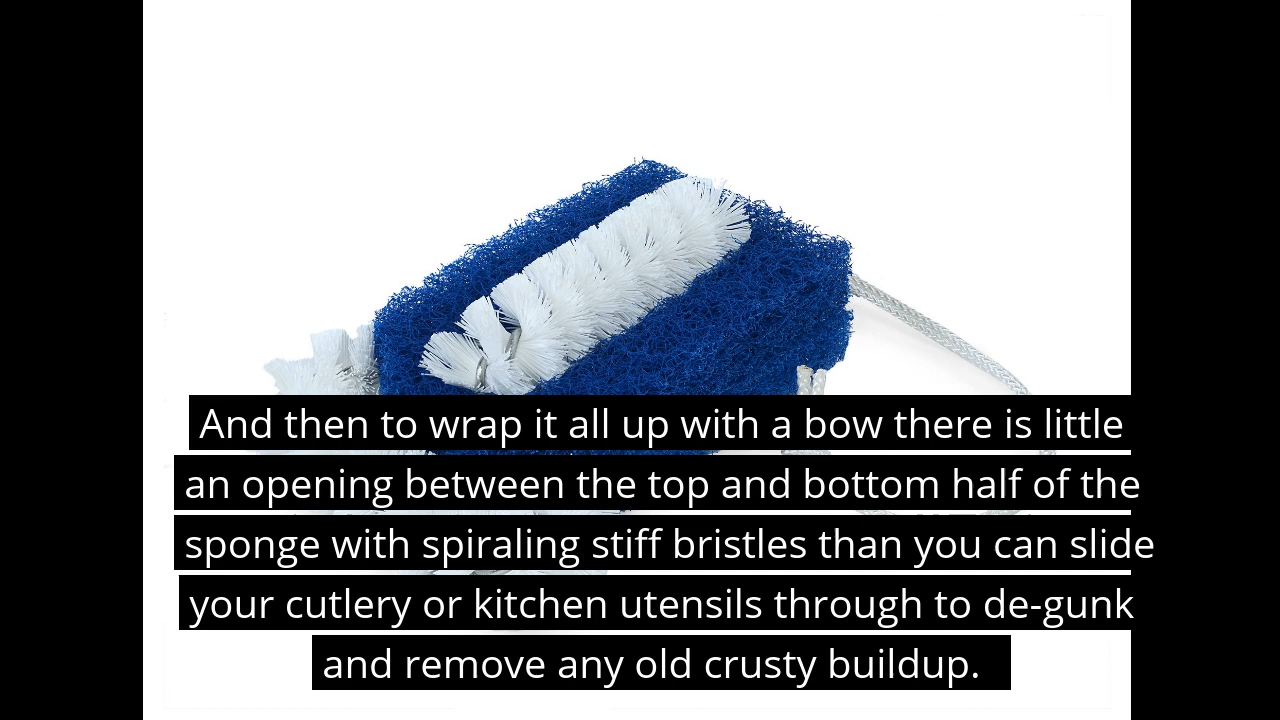 And then to wrap it all up with a bow there is little
an opening between the top and bottom half of the
sponge with spiraling stiff bristles than you can slide
your cutlery or kitchen utensils through to de-gunk
and remove any old crusty buildup.